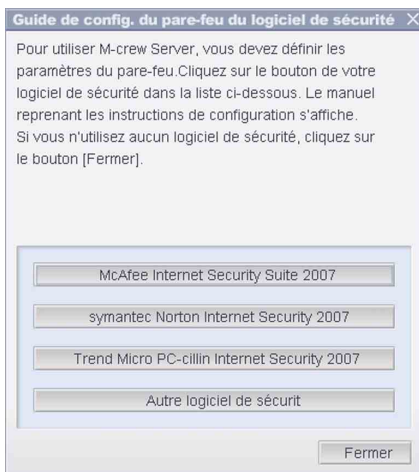 Guide de config. du pare-feu du logiciel de sécurité X
Pour utiliser M-crew Server, vous devez définir les
paramètres du pare-feu.Cliquez sur le bouton de votre
logiciel de sécurité dans la liste ci-dessous. Le manuel
reprenant les instructions de configuration s'affiche.
Si vous n'utilisez aucun logiciel de sécurité, cliquez sur
le bouton [Fermer].
McAfee Internet Security Suite 2007
symantec Norton Internet Security 2007
Trend Micro PC-cillin Internet Security 2007
Autre logiciel de sécurit
Fermer